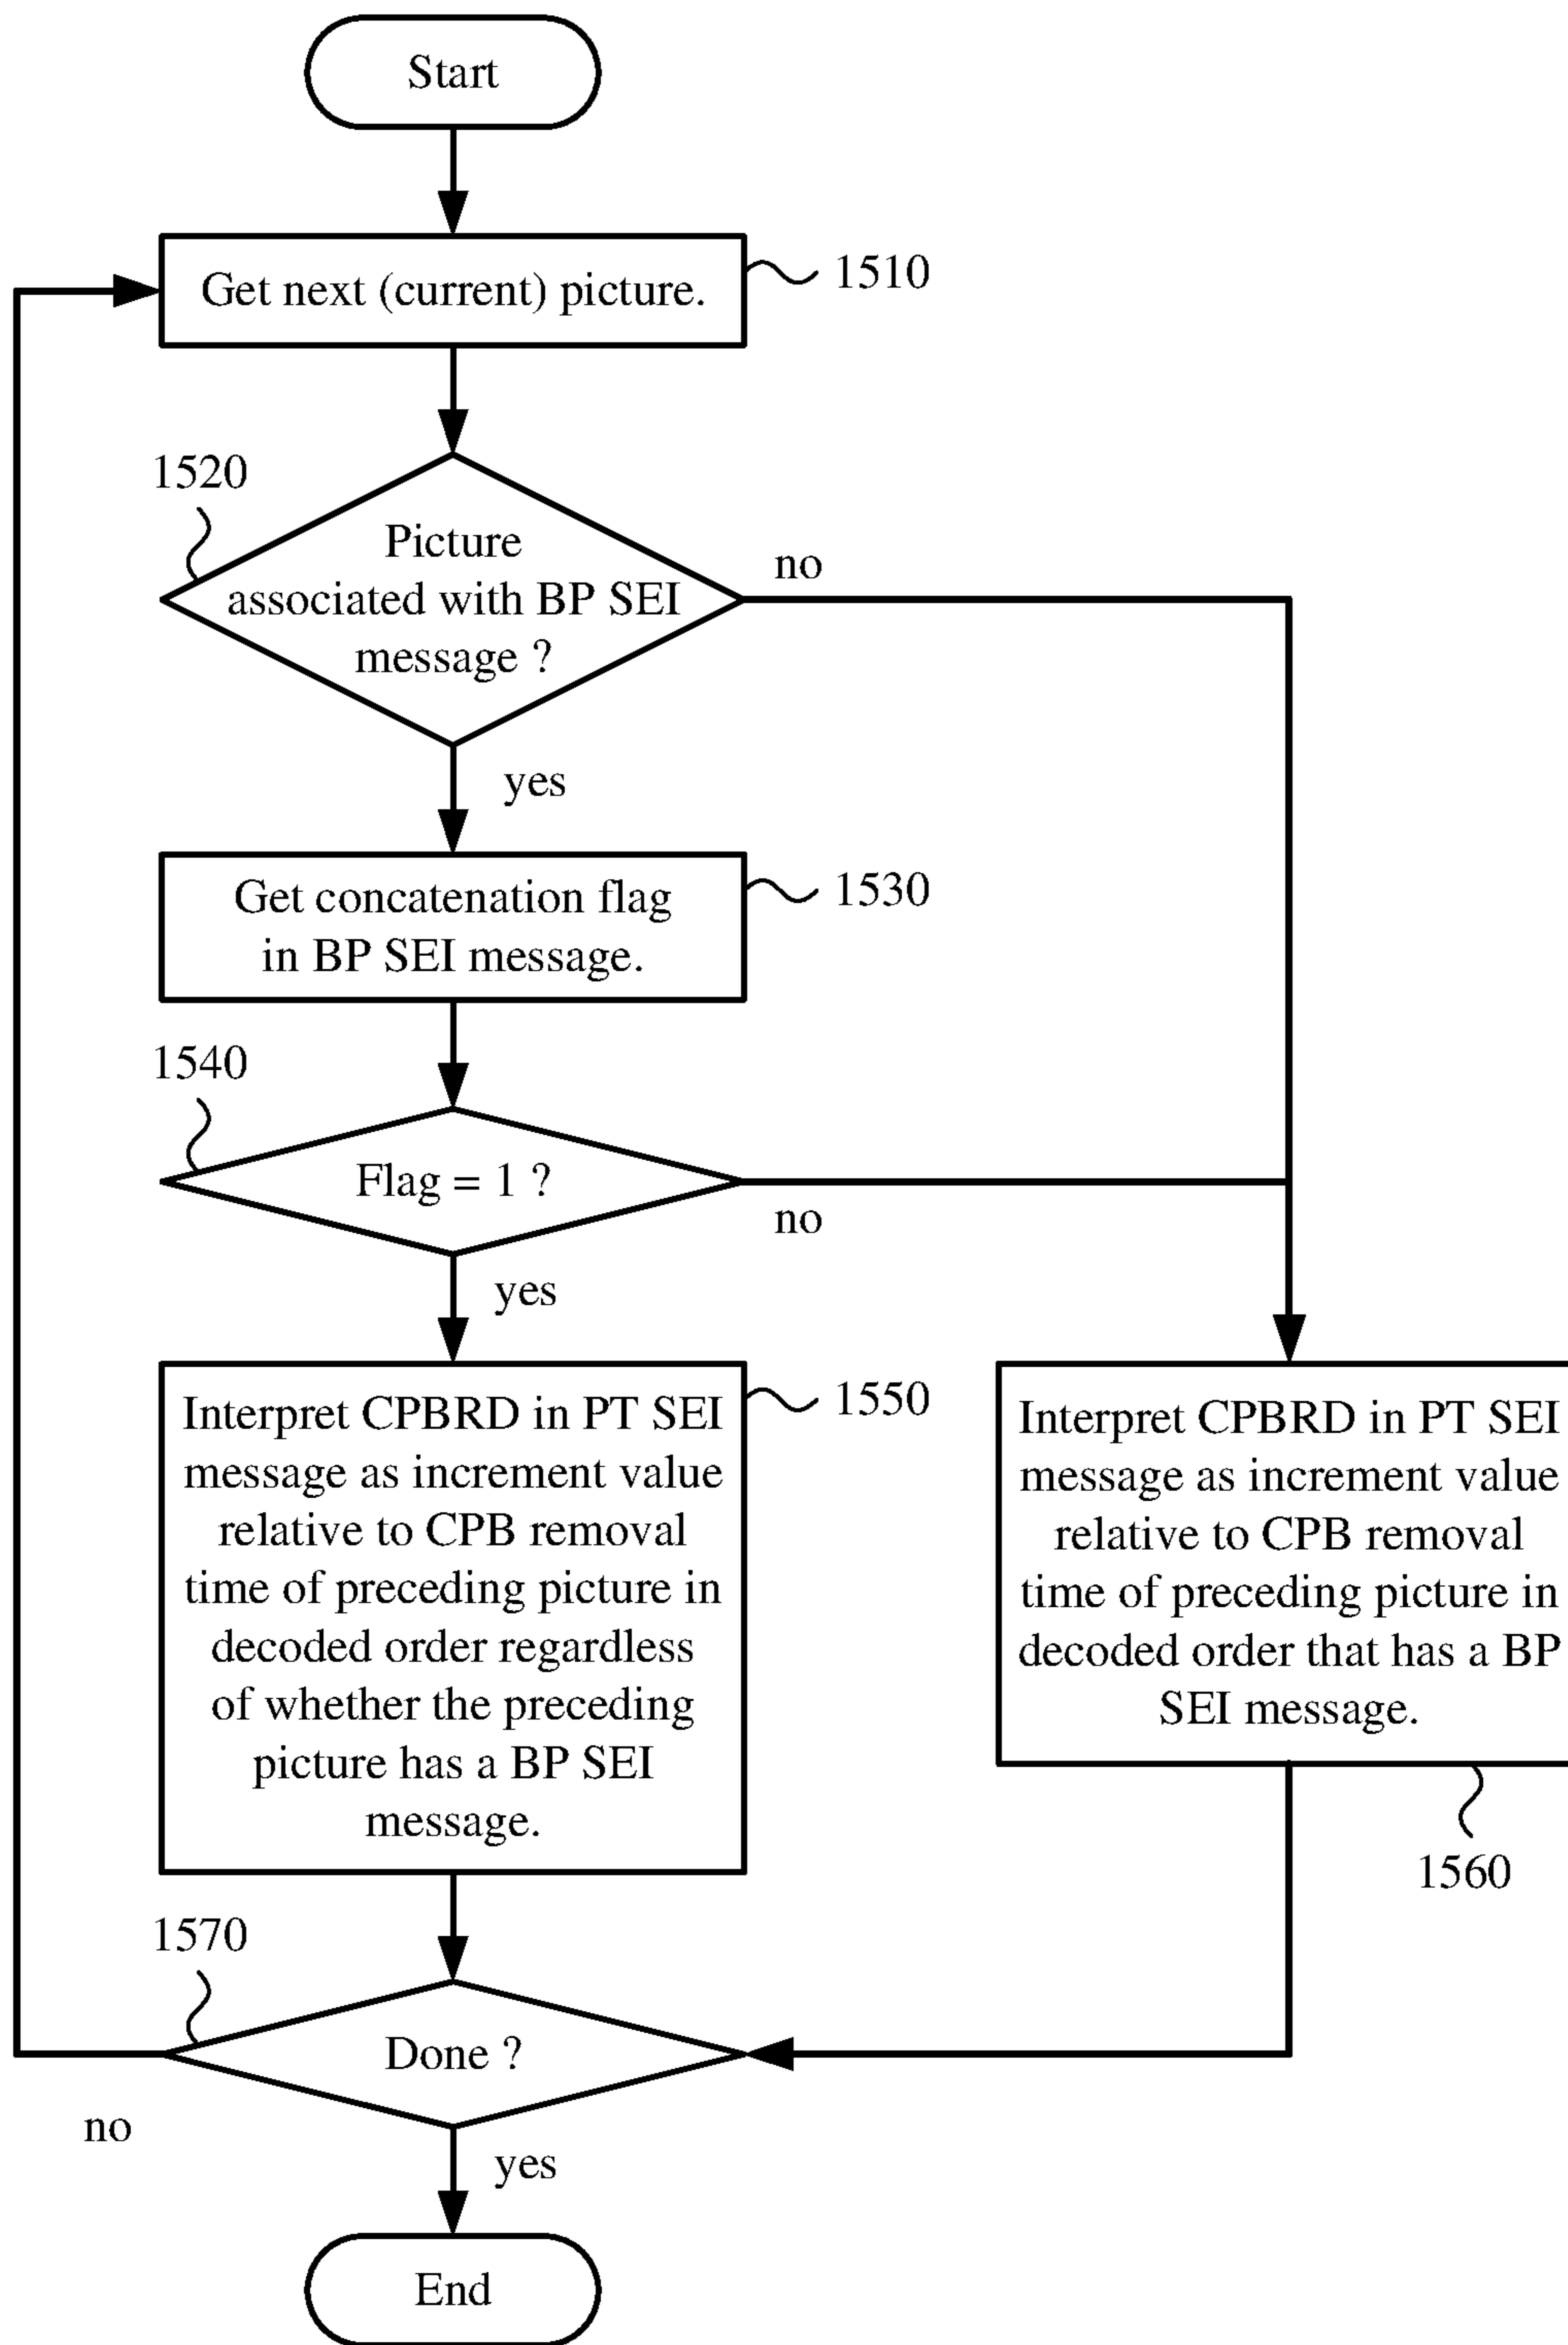 Start
Get next (current) picture.
1510
1520
Picture
associated with BP SEI
message ?
no
yes
Get concatenation flag
in BP SEI message.
1530
1540
Flag = 1 ?
no
yes
Interpret CPBRD in PT SEI
message as increment value
relative to CPB removal
time of preceding picture in
decoded order regardless
of whether the preceding
picture has a BP SEI
message.
1550
Interpret CPBRD in PT SEI
message as increment value
relative to CPB removal
time of preceding picture in
decoded order that has a BP
SEI message.
1560
1570
Done ?
no
yes
End